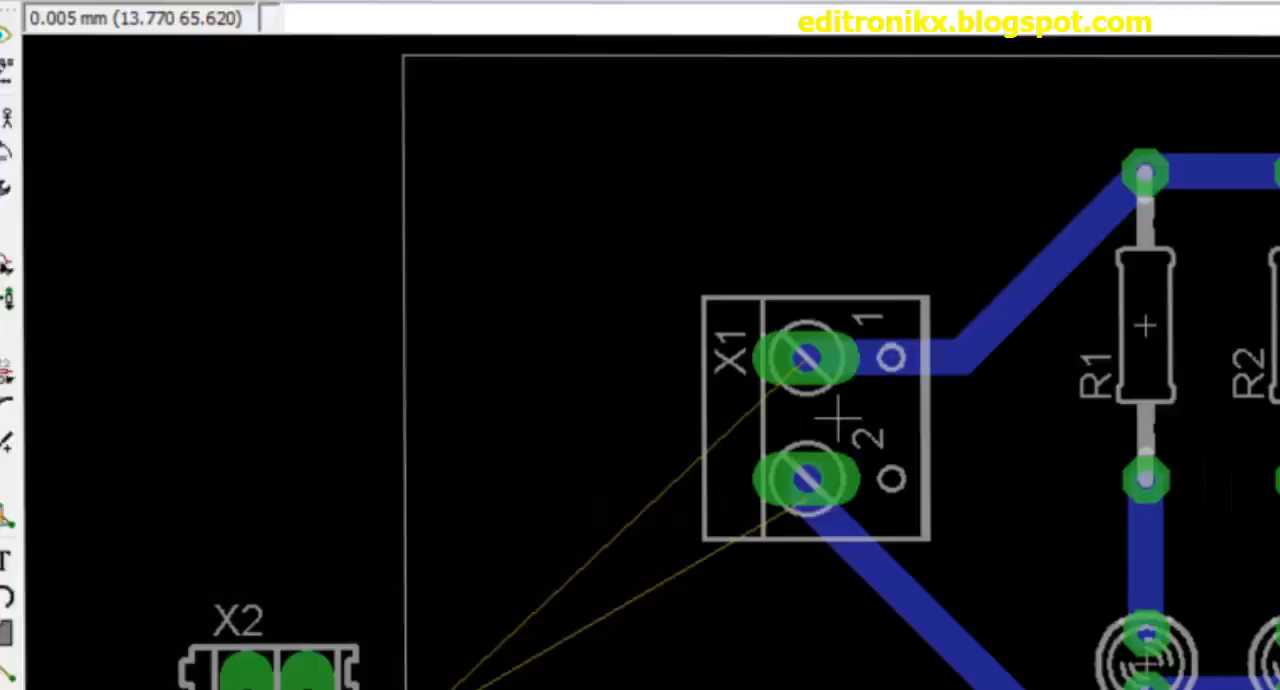 0.005 mm (13.770 65.620)
editronikx.blogspot.com
1
X1
R1
R2
2
X2
T